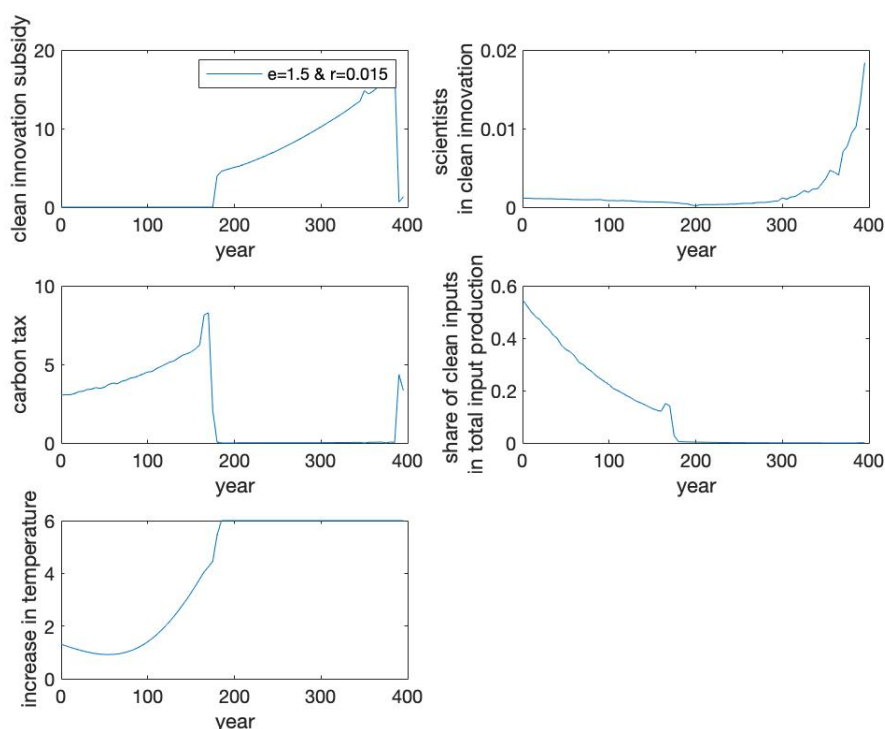 clean innovation subsidy
20
10
0
e=1.5 & r=0.015
0 100 200 300 400
year
scientists
in clean innovation
0.02
0.01
0
0 100 200 300 400
year
carbon tax
10
5
0
0 100 200 300 400
year
share of clean inputs
in total input production
0.6
0.4
0.2
0
0 100 200 300 400
year
increase in temperature
6
4
2
0
0 100 200 300 400
year